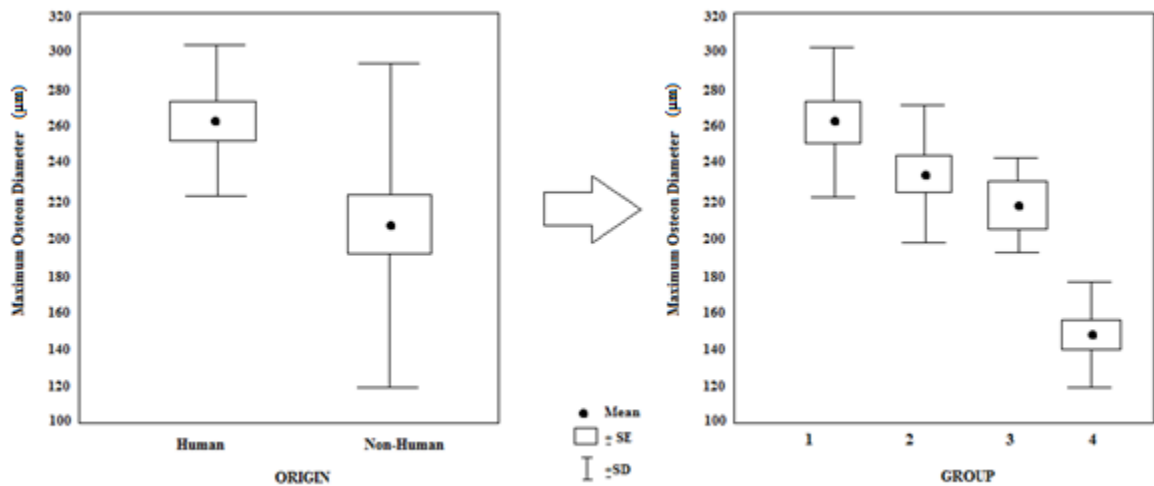 Maximum Osteon Diameter (µm)
320
300
280
260
240
220
200
180
160
140
120
100
Human Non-Human
ORIGIN
Mean
± SE
±SD
Maximum Osteon Diameter (µm)
320
300
280
260
240
220
200
180
160
140
120
100
1 2 3 4
GROUP